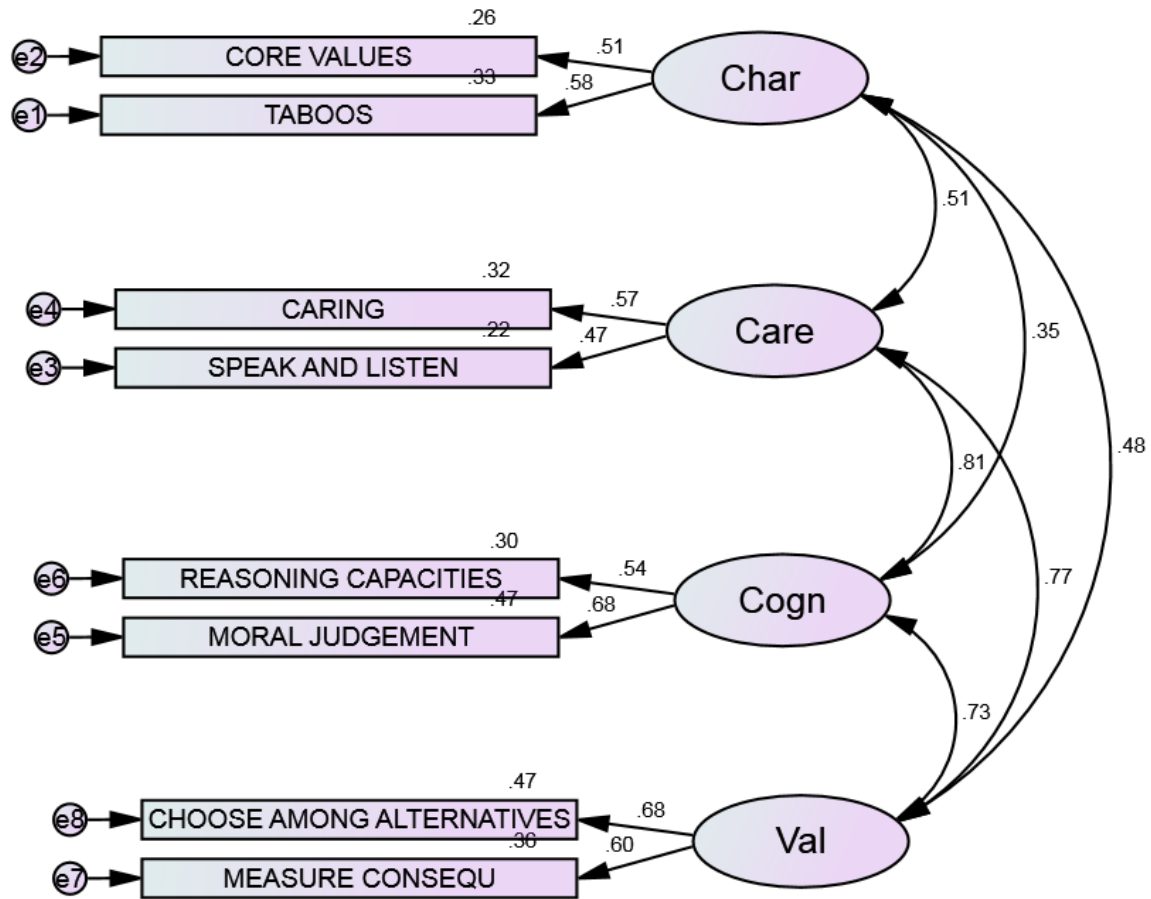 .26
e2 CORE VALUES .51 Char
.33
e1 TABOOS .58
.51
.32
e4 CARING .57 Care
.22
e3 SPEAK AND LISTEN .47
.35
.48
.81
.30
e6 REASONING CAPACITIES .54 Cogn
.47
e5 MORAL JUDGEMENT .68
.77
.73
.47
e8 CHOOSE AMONG ALTERNATIVES .68 Val
.36
e7 MEASURE CONSEQU .60